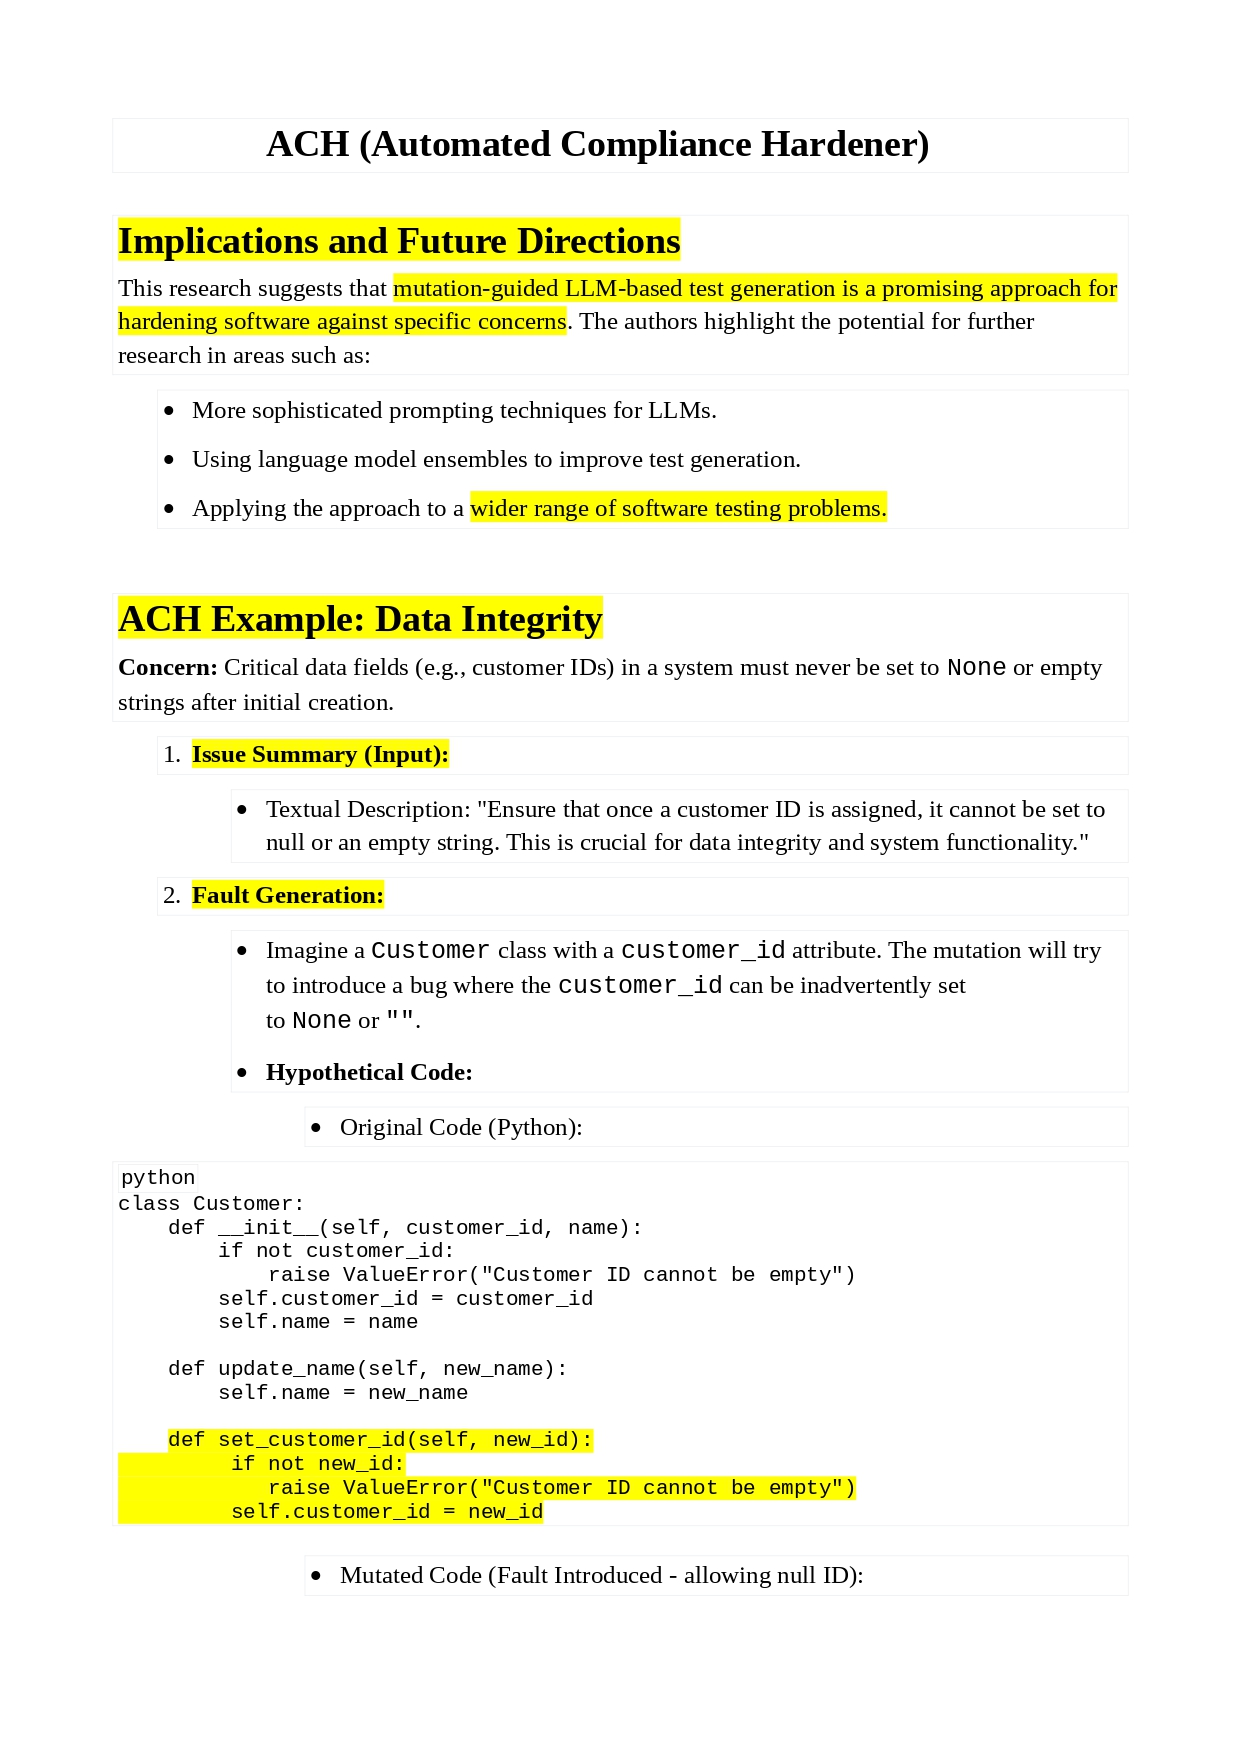 ACH (Automated Compliance Hardener)
Implications and Future Directions
This research suggests that mutation-guided LLM-based test generation is a promising approach for
hardening software against specific concerns. The authors highlight the potential for further
research in areas such as:
• More sophisticated prompting techniques for LLMs.
• Using language model ensembles to improve test generation.
• Applying the approach to a wider range of software testing problems.
ACH Example: Data Integrity
Concern: Critical data fields (e.g., customer IDs) in a system must never be set to None or empty
strings after initial creation.
1. Issue Summary (Input):
• Textual Description: "Ensure that once a customer ID is assigned, it cannot be set to
null or an empty string. This is crucial for data integrity and system functionality."
2. Fault Generation:
• Imagine a Customer class with a customer_id attribute. The mutation will try
to introduce a bug where the customer_id can be inadvertently set
to None or "".
• Hypothetical Code:
• Original Code (Python):
python
class Customer:
    def __init__(self, customer_id, name):
        if not customer_id:
            raise ValueError("Customer ID cannot be empty")
        self.customer_id = customer_id
        self.name = name
    def update_name(self, new_name):
        self.name = new_name
    def set_customer_id(self, new_id):
         if not new_id:
            raise ValueError("Customer ID cannot be empty")
         self.customer_id = new_id
• Mutated Code (Fault Introduced - allowing null ID):